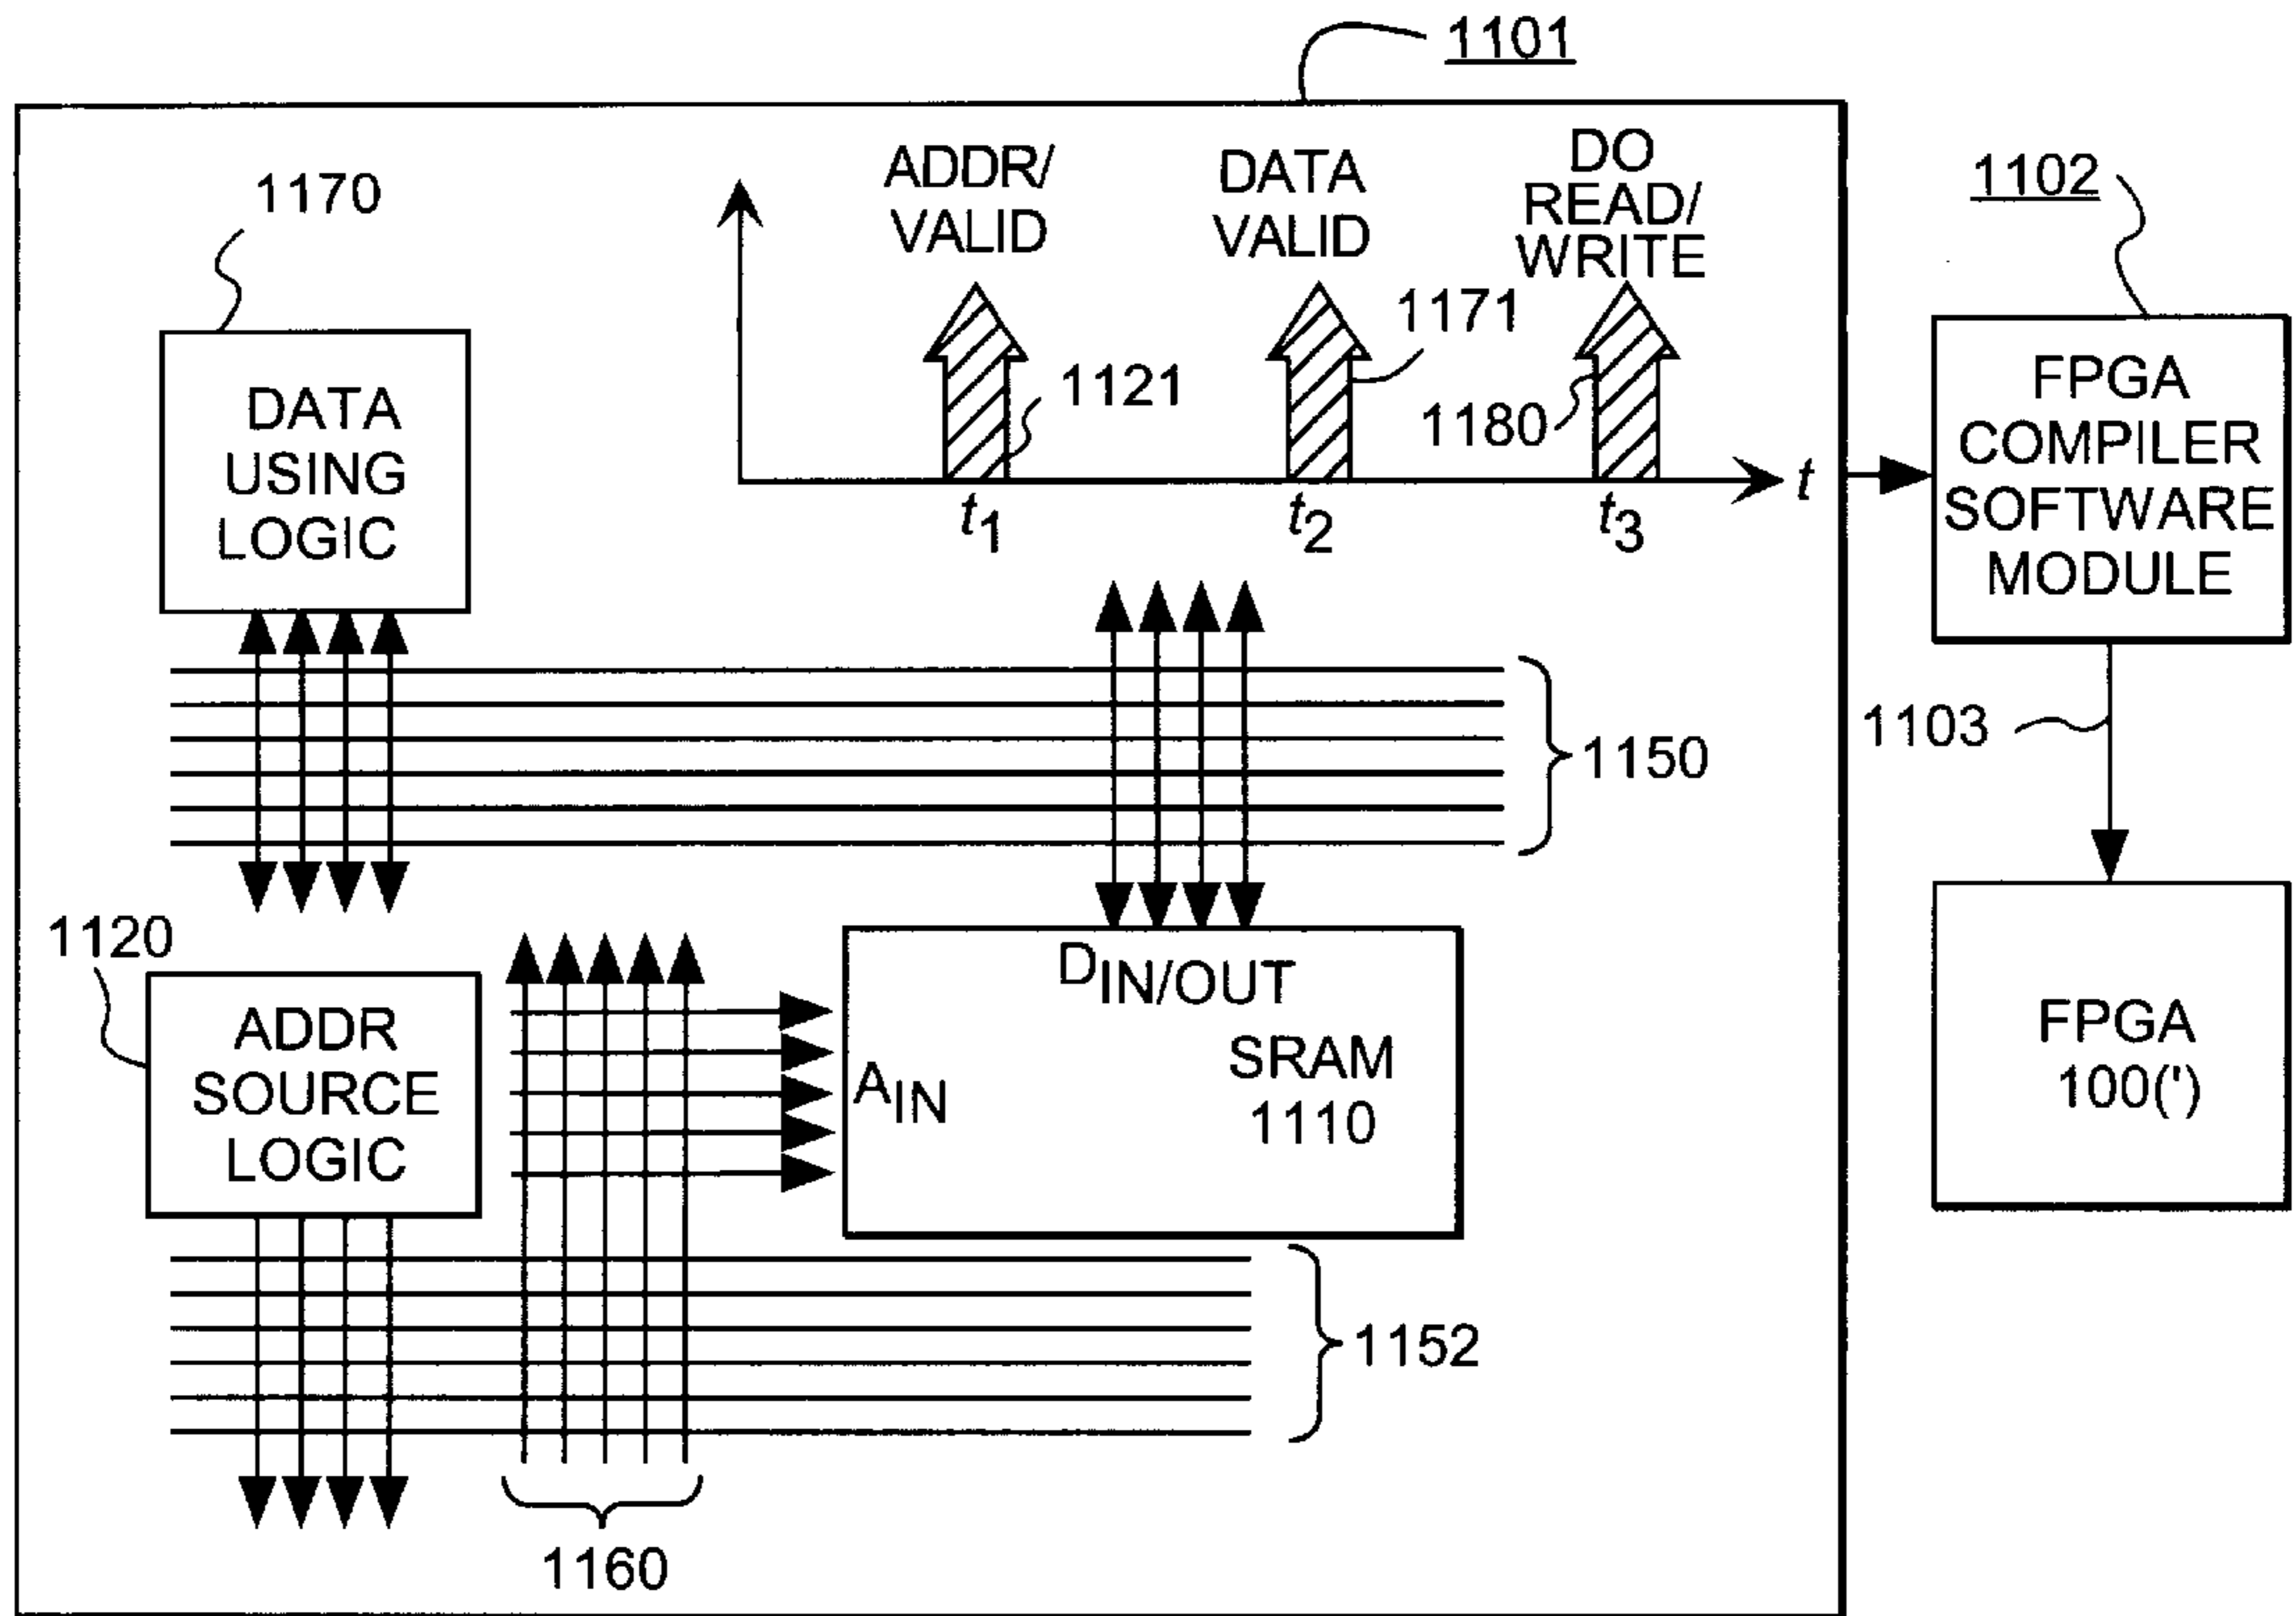 1101
1170
ADDR/
VALID
DATA
VALID
DO
READ/
WRITE
1102
DATA
USING
LOGIC
1121
1171
1180
t
t1
t2
t3
FPGA
COMPILER
SOFTWARE
MODULE
1150
1103
1120
ADDR
SOURCE
LOGIC
DIN/OUT
AIN
SRAM
1110
FPGA
100(')
1152
1160